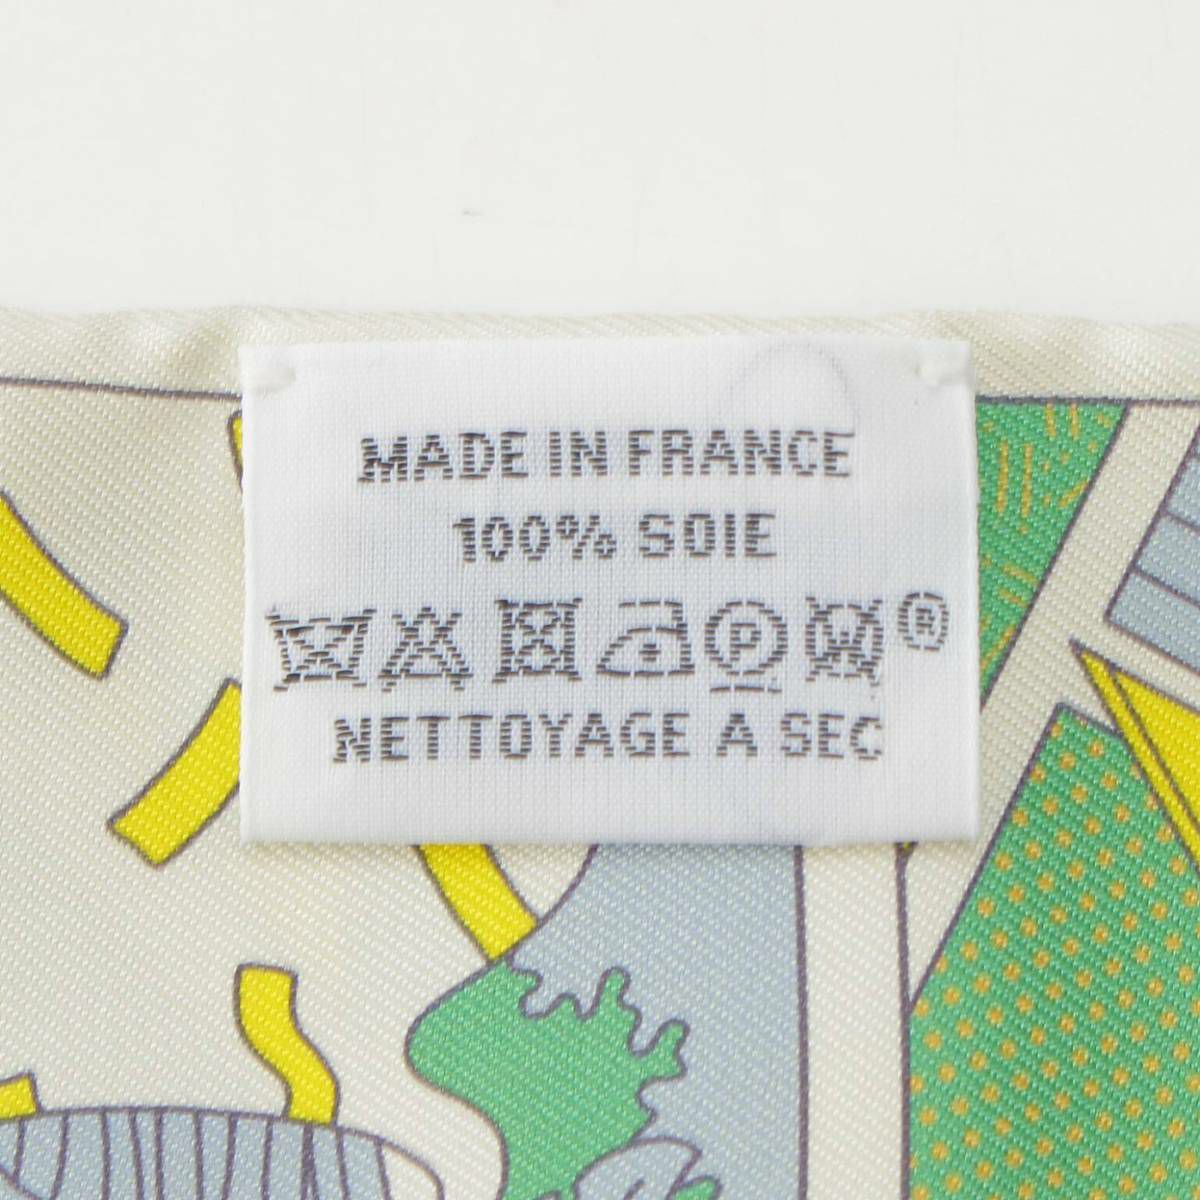 MADE IN FRANCE
100% SOIE
P W ®
NETTOYAGE A SEC